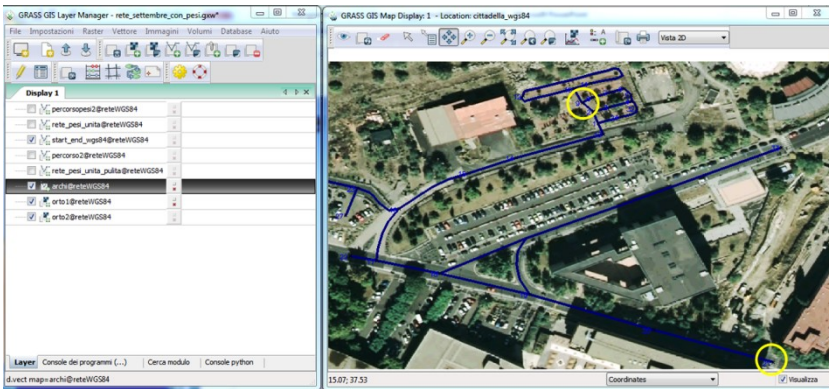 GRASS GIS Layer Manager - rete_settembre_con_pesi.gxw*
File Impostazioni Raster Vettore Immagini Volumi Database Aiuto
Display 1
percorsopesi2@reteWGS84
rete_pesi_unita@reteWGS84
start_end_wgs84@reteWGS84
percorso2@reteWGS84
rete_pesi_unita_pulita@reteWGS84
archi@reteWGS84
orto1@reteWGS84
orto2@reteWGS84
Layer Console dei programmi (...) Cerca modulo Console python
d.vect map=archi@reteWGS84
GRASS GIS Map Display: 1 - Location: cittadella_wgs84
Vista 2D
15.07; 37.53 Coordinates Visualizza